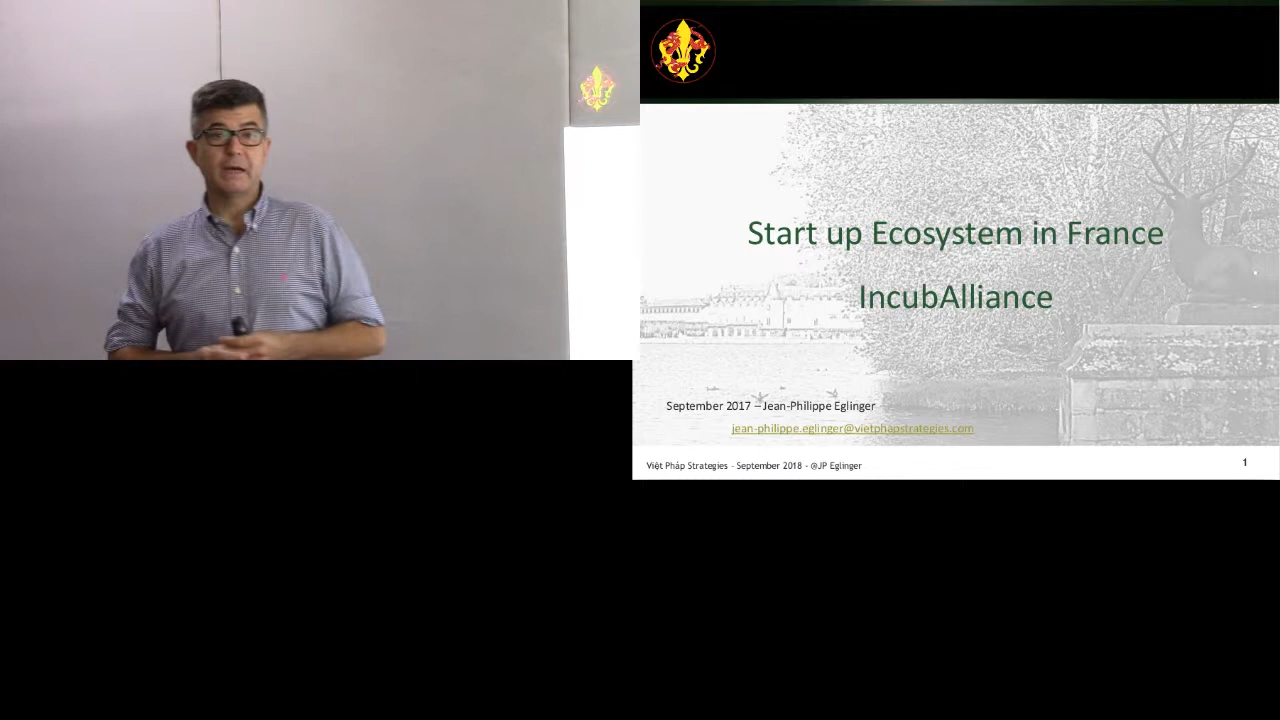 Start up Ecosystem in France
IncubAlliance
September 2017 – Jean-Philippe Eglinger
jean-philippe.eglinger@vietphapstrategies.com
Việt Pháp Strategies - September 2018 - @JP Eglinger
1